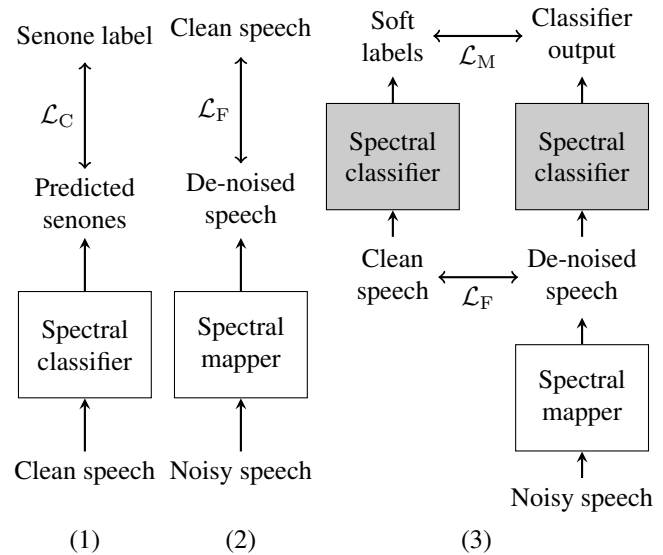 Senone label
ℒ_C
Predicted
senones
Spectral
classifier
Clean speech
(1)
Clean speech
ℒ_F
De-noised
speech
Spectral
mapper
Noisy speech
(2)
Soft
labels
ℒ_M
Classifier
output
Spectral
classifier
Spectral
classifier
Clean
speech
ℒ_F
De-noised
speech
Spectral
mapper
Noisy speech
(3)